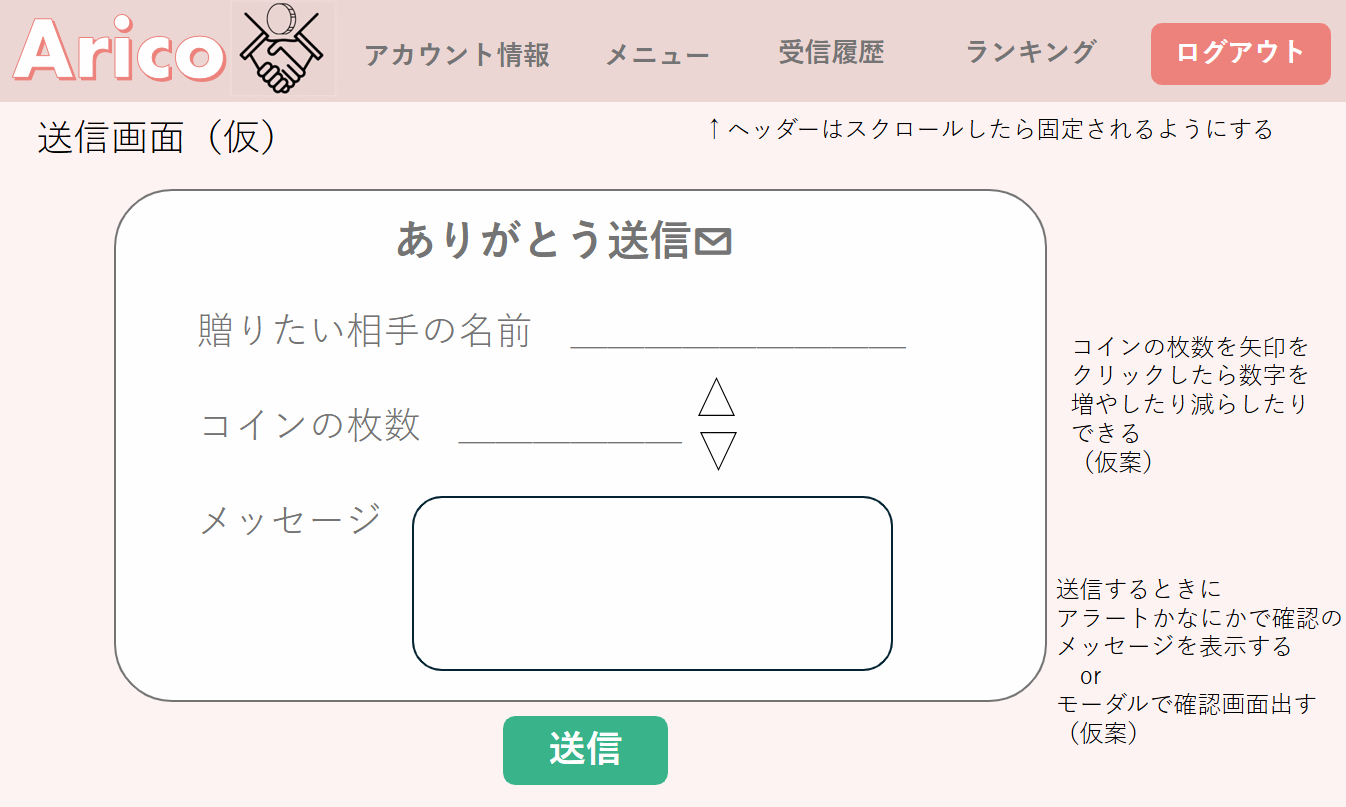 Arico
アカウント情報
メニュー
受信履歴
ランキング
ログアウト
送信画面（仮）
↑ヘッダーはスクロールしたら固定されるようにする
ありがとう送信✉
贈りたい相手の名前
コインの枚数
△
▽
メッセージ
コインの枚数を矢印を
クリックしたら数字を
増やしたり減らしたり
できる
（仮案）
送信するときに
アラートかなにかで確認の
メッセージを表示する
or
モーダルで確認画面出す
（仮案）
送信